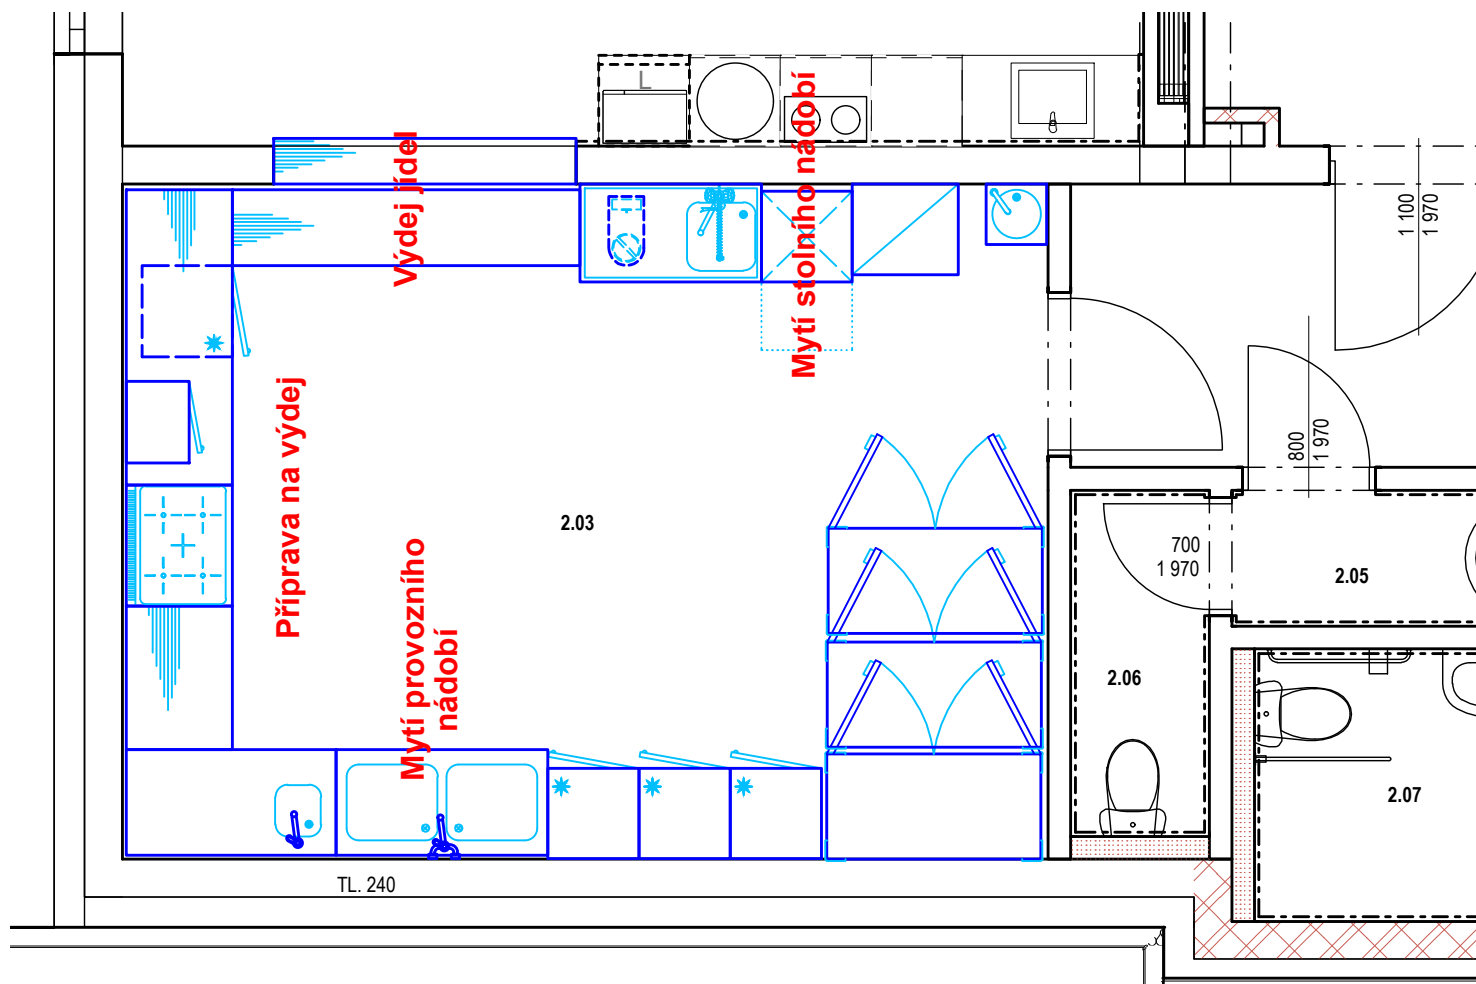 L
Výdej jídel
Mytí stolního nádobí
1 100
1 970
Příprava na výdej
800
1 970
2.03
Mytí provozního
nádobí
700
1 970
2.05
2.06
2.07
TL. 240